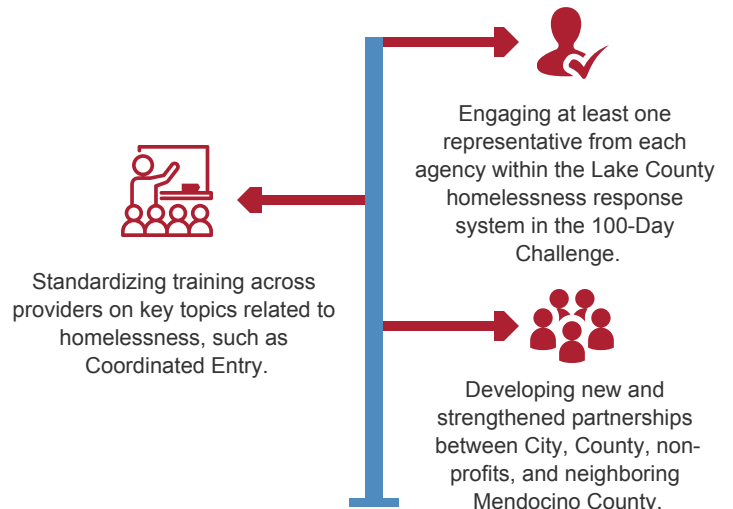 Engaging at least one
representative from each
agency within the Lake County
homelessness response
system in the 100-Day
Challenge.
Standardizing training across
providers on key topics related to
homelessness, such as
Coordinated Entry.
Developing new and
strengthened partnerships
between City, County, non-
profits, and neighboring
Mendocino County.